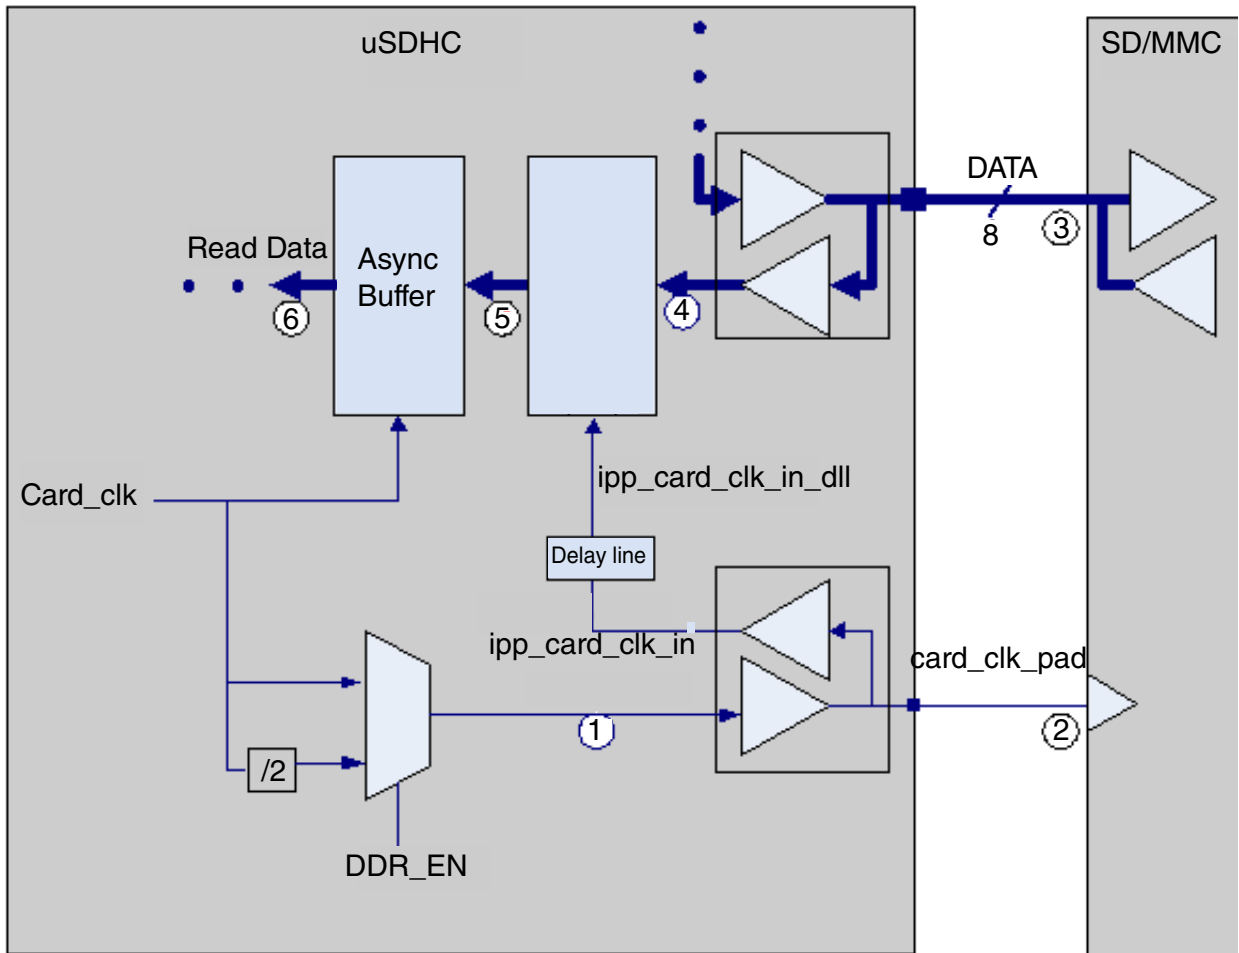 uSDHC
SD/MMC
DATA
8
3
Read Data
Async
Buffer
6
5
4
ipp_card_clk_in_dll
Card_clk
Delay line
ipp_card_clk_in
card_clk_pad
1
2
/2
DDR_EN